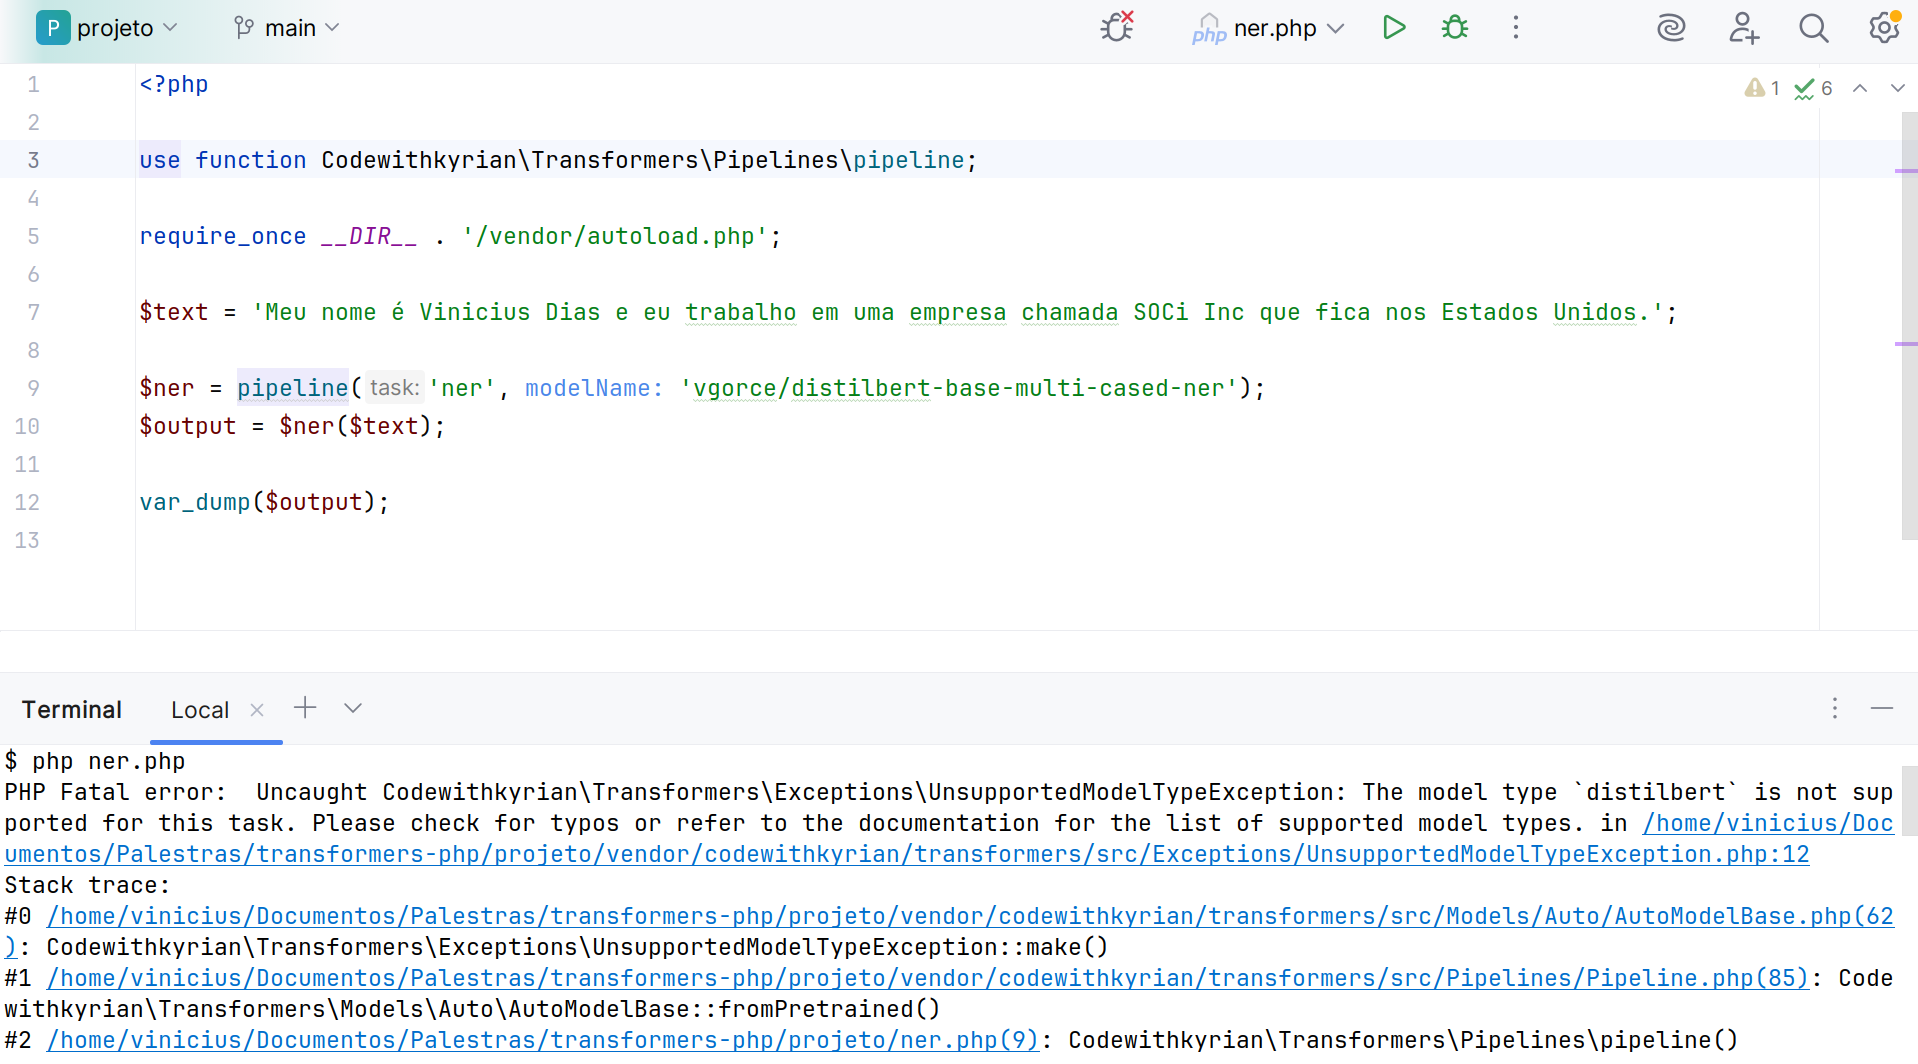 P projeto main php ner.php
1 <?php 1 6
2
3 use function Codewithkyrian\Transformers\Pipelines\pipeline;
4
5 require_once __DIR__ . '/vendor/autoload.php';
6
7 $text = 'Meu nome é Vinicius Dias e eu trabalho em uma empresa chamada SOCi Inc que fica nos Estados Unidos.';
8
9 $ner = pipeline( task: 'ner', modelName: 'vgorce/distilbert-base-multi-cased-ner');
10 $output = $ner($text);
11
12 var_dump($output);
13
Terminal Local
$ php ner.php
PHP Fatal error:  Uncaught Codewithkyrian\Transformers\Exceptions\UnsupportedModelTypeException: The model type `distilbert` is not sup
ported for this task. Please check for typos or refer to the documentation for the list of supported model types. in /home/vinicius/Doc
umentos/Palestras/transformers-php/projeto/vendor/codewithkyrian/transformers/src/Exceptions/UnsupportedModelTypeException.php:12
Stack trace:
#0 /home/vinicius/Documentos/Palestras/transformers-php/projeto/vendor/codewithkyrian/transformers/src/Models/Auto/AutoModelBase.php(62
): Codewithkyrian\Transformers\Exceptions\UnsupportedModelTypeException::make()
#1 /home/vinicius/Documentos/Palestras/transformers-php/projeto/vendor/codewithkyrian/transformers/src/Pipelines/Pipeline.php(85): Code
withkyrian\Transformers\Models\Auto\AutoModelBase::fromPretrained()
#2 /home/vinicius/Documentos/Palestras/transformers-php/projeto/ner.php(9): Codewithkyrian\Transformers\Pipelines\pipeline()